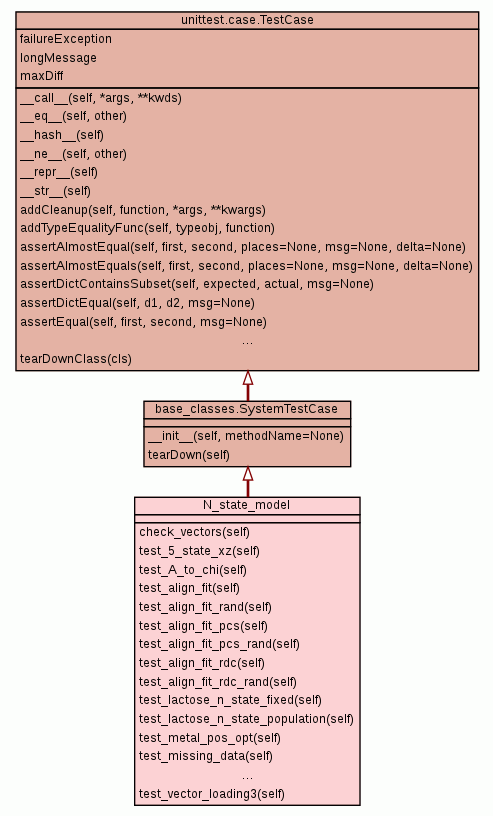 unittest.case.TestCase
failureException
longMessage
maxDiff
__call__(self, *args, **kwds)
__eq__(self, other)
__hash__(self)
__ne__(self, other)
__repr__(self)
__str__(self)
addCleanup(self, function, *args, **kwargs)
addTypeEqualityFunc(self, typeobj, function)
assertAlmostEqual(self, first, second, places=None, msg=None, delta=None)
assertAlmostEquals(self, first, second, places=None, msg=None, delta=None)
assertDictContainsSubset(self, expected, actual, msg=None)
assertDictEqual(self, d1, d2, msg=None)
assertEqual(self, first, second, msg=None)
...
tearDownClass(cls)
base_classes.SystemTestCase
__init__(self, methodName=None)
tearDown(self)
N_state_model
check_vectors(self)
test_5_state_xz(self)
test_A_to_chi(self)
test_align_fit(self)
test_align_fit_rand(self)
test_align_fit_pcs(self)
test_align_fit_pcs_rand(self)
test_align_fit_rdc(self)
test_align_fit_rdc_rand(self)
test_lactose_n_state_fixed(self)
test_lactose_n_state_population(self)
test_metal_pos_opt(self)
test_missing_data(self)
...
test_vector_loading3(self)